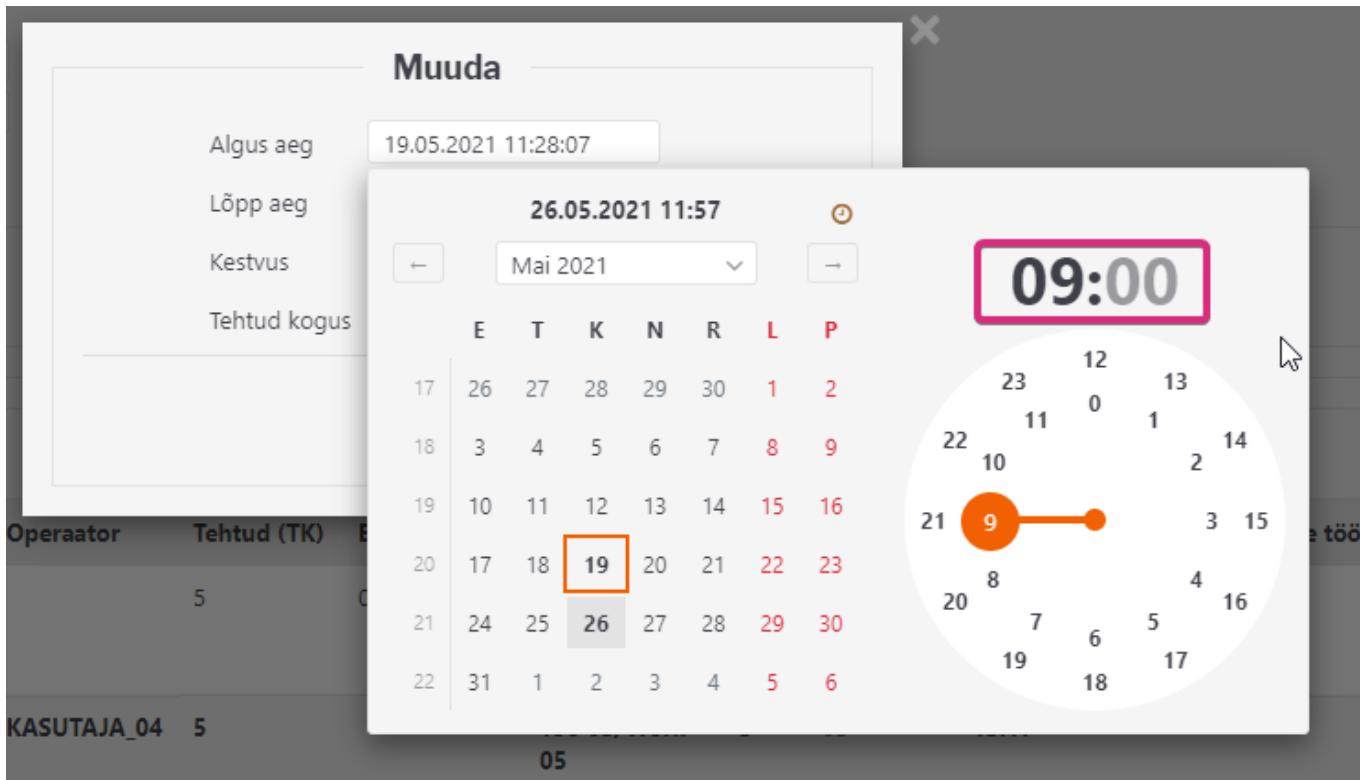 Muuda
Algus aeg 19.05.2021 11:28:07
Lõpp aeg
Kestvus
Tehtud kogus
26.05.2021 11:57
← Mai 2021 →
E T K N R L P
17 26 27 28 29 30 1 2
18 3 4 5 6 7 8 9
19 10 11 12 13 14 15 16
20 17 18 19 20 21 22 23
21 24 25 26 27 28 29 30
22 31 1 2 3 4 5 6
09:00
12
23 13
0
11 1
22 14
10 2
21 9 3 15
8 4
20 16
7 5
6
19 17
18
Operaator Tehtud (TK)
5
KASUTAJA_04 5
05